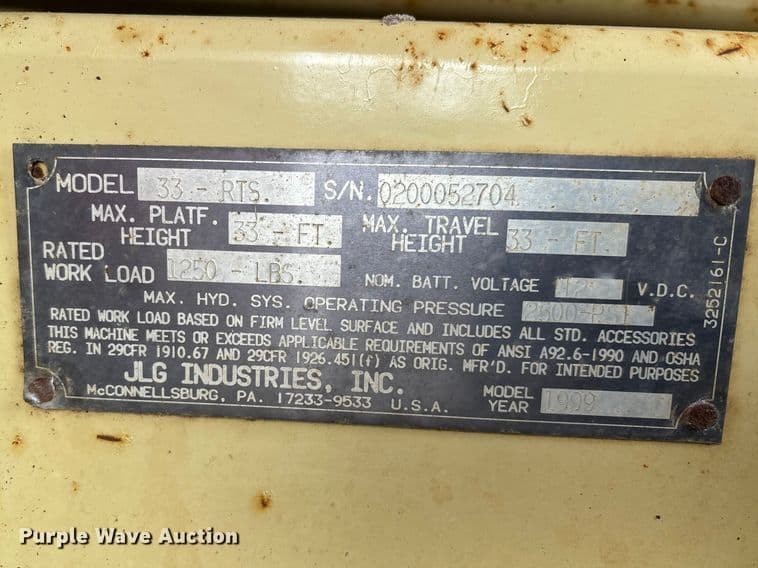 MODEL 33 - RTS. S/N. 0200052704
MAX. PLATF. HEIGHT 33 - FT. MAX. TRAVEL HEIGHT 33 - FT.
RATED WORK LOAD 1250 - LBS. NOM. BATT. VOLTAGE 12 V.D.C.
MAX. HYD. SYS. OPERATING PRESSURE 2600-PSI
RATED WORK LOAD BASED ON FIRM LEVEL SURFACE AND INCLUDES ALL STD. ACCESSORIES
THIS MACHINE MEETS OR EXCEEDS APPLICABLE REQUIREMENTS OF ANSI A92.6-1990 AND OSHA
REG. IN 29CFR 1910.67 AND 29CFR 1926.451(f) AS ORIG. MFR'D. FOR INTENDED PURPOSES
JLG INDUSTRIES, INC.
McCONNELLSBURG, PA. 17233-9533 U.S.A. MODEL YEAR 1999
3252161-C
Purple Wave Auction